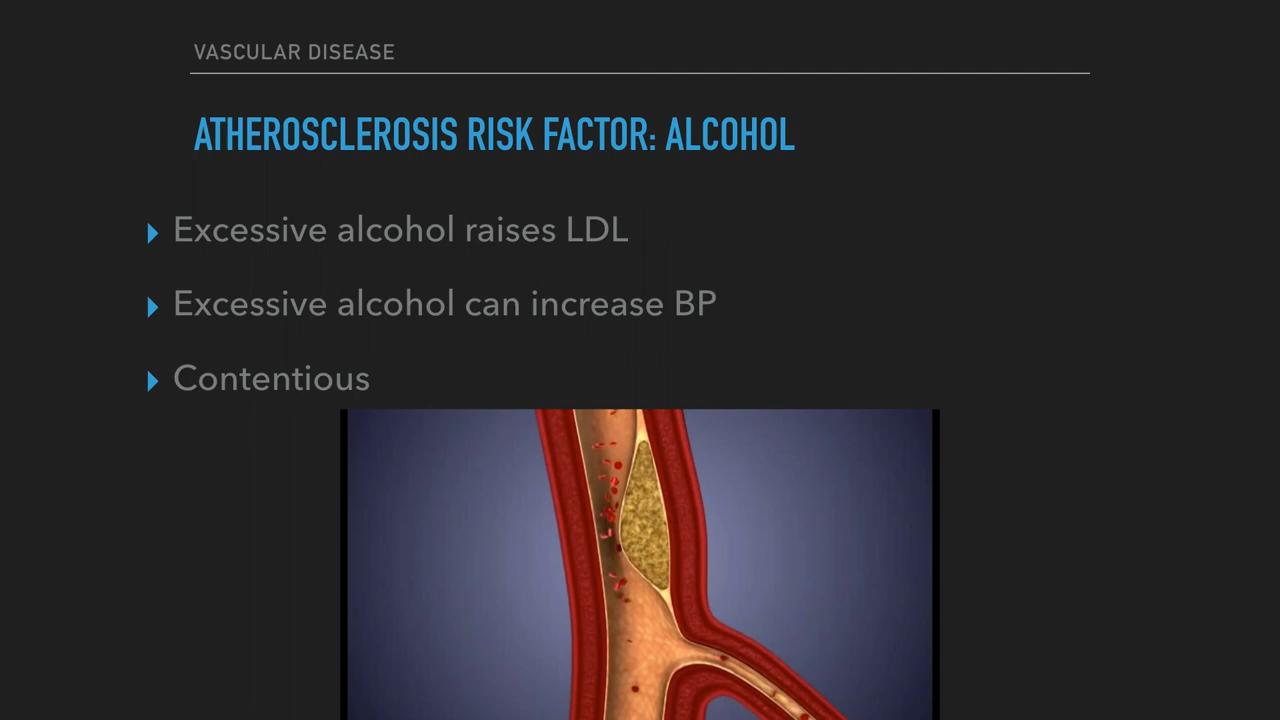 VASCULAR DISEASE
ATHEROSCLEROSIS RISK FACTOR: ALCOHOL
Excessive alcohol raises LDL
Excessive alcohol can increase BP
Contentious